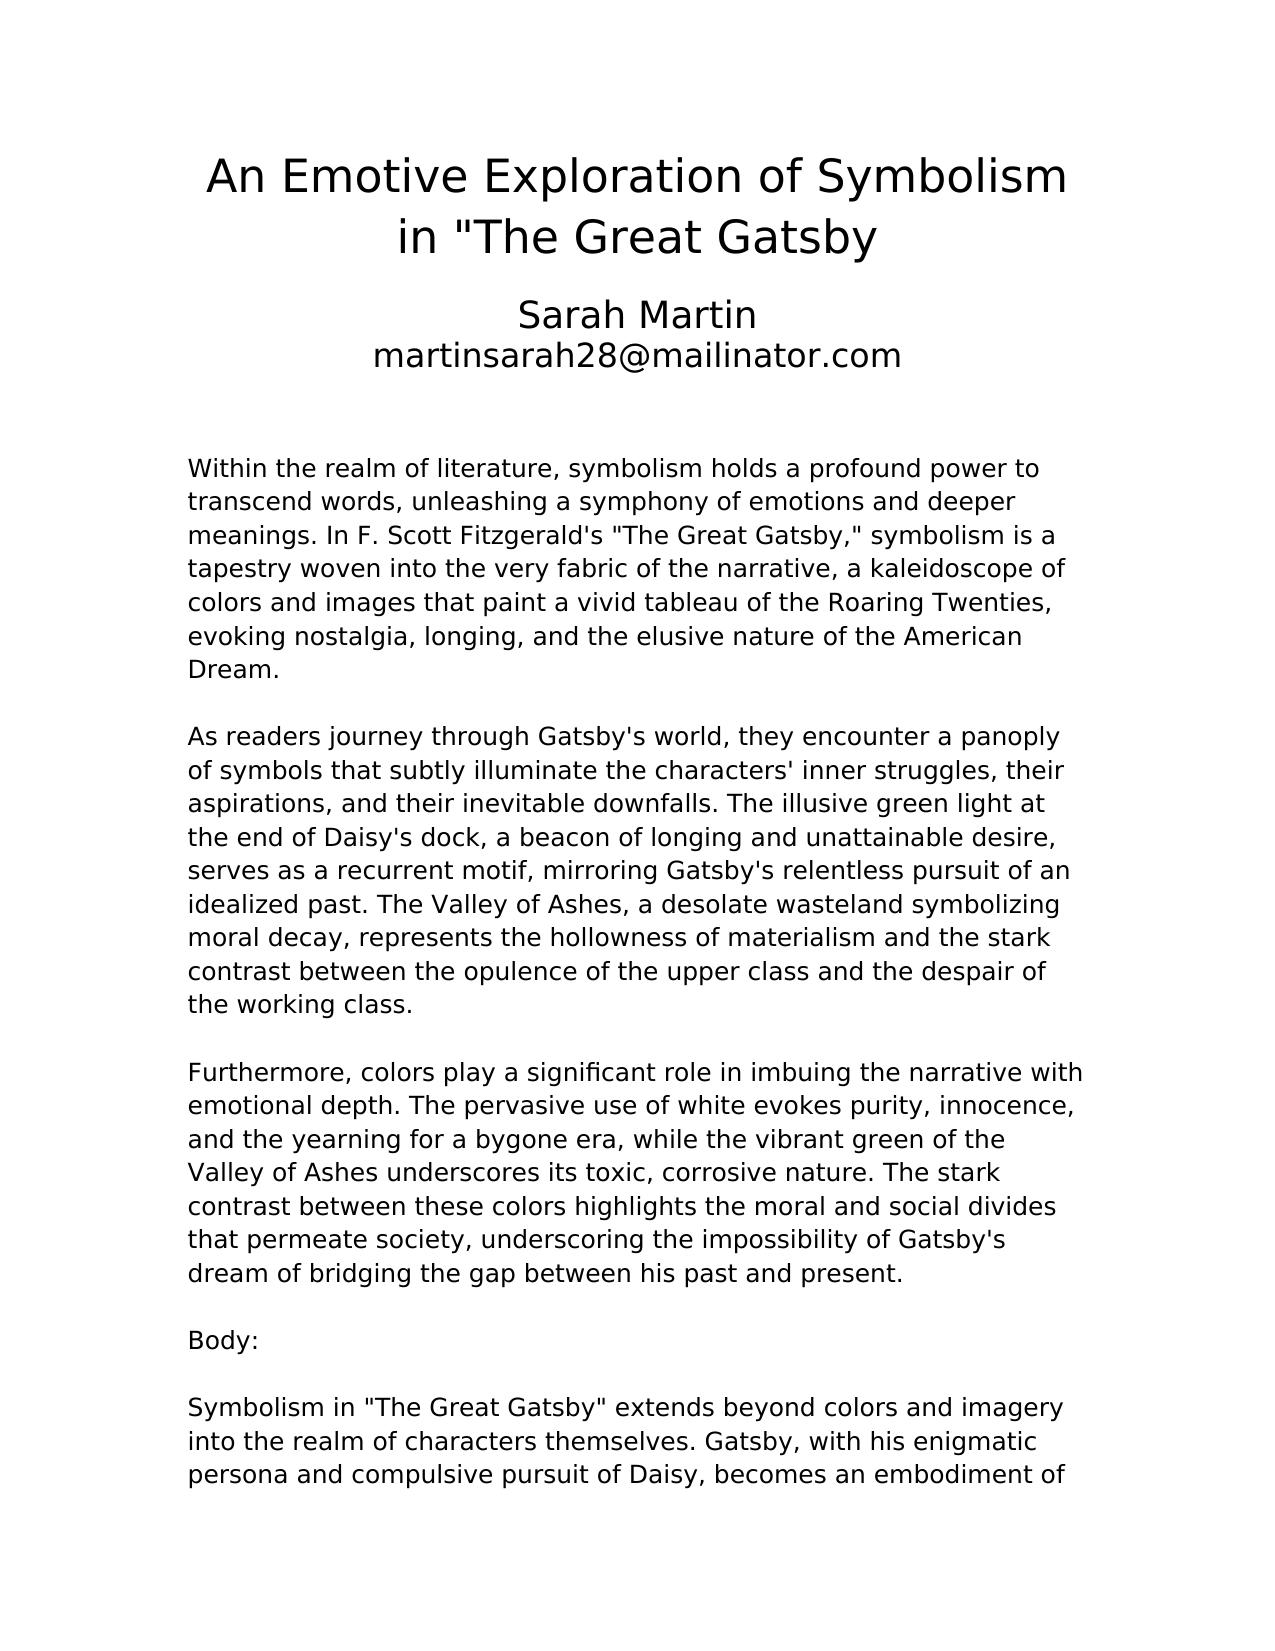 An Emotive Exploration of Symbolism
in "The Great Gatsby
Sarah Martin
martinsarah28@mailinator.com
Within the realm of literature, symbolism holds a profound power to
transcend words, unleashing a symphony of emotions and deeper
meanings. In F. Scott Fitzgerald's "The Great Gatsby," symbolism is a
tapestry woven into the very fabric of the narrative, a kaleidoscope of
colors and images that paint a vivid tableau of the Roaring Twenties,
evoking nostalgia, longing, and the elusive nature of the American
Dream.
As readers journey through Gatsby's world, they encounter a panoply
of symbols that subtly illuminate the characters' inner struggles, their
aspirations, and their inevitable downfalls. The illusive green light at
the end of Daisy's dock, a beacon of longing and unattainable desire,
serves as a recurrent motif, mirroring Gatsby's relentless pursuit of an
idealized past. The Valley of Ashes, a desolate wasteland symbolizing
moral decay, represents the hollowness of materialism and the stark
contrast between the opulence of the upper class and the despair of
the working class.
Furthermore, colors play a significant role in imbuing the narrative with
emotional depth. The pervasive use of white evokes purity, innocence,
and the yearning for a bygone era, while the vibrant green of the
Valley of Ashes underscores its toxic, corrosive nature. The stark
contrast between these colors highlights the moral and social divides
that permeate society, underscoring the impossibility of Gatsby's
dream of bridging the gap between his past and present.
Body:
Symbolism in "The Great Gatsby" extends beyond colors and imagery
into the realm of characters themselves. Gatsby, with his enigmatic
persona and compulsive pursuit of Daisy, becomes an embodiment of